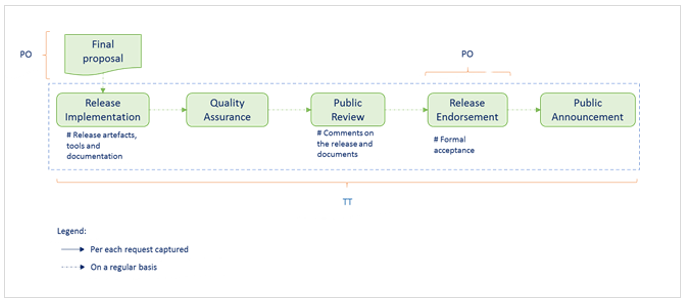 PO
Final
proposal
PO
Release
Implementation
Quality
Assurance
Public
Review
Release
Endorsement
Public
Announcement
# Release artefacts,
tools and
documentation
# Comments on
the release and
documents
# Formal
acceptance
TT
Legend:
Per each request captured
On a regular basis